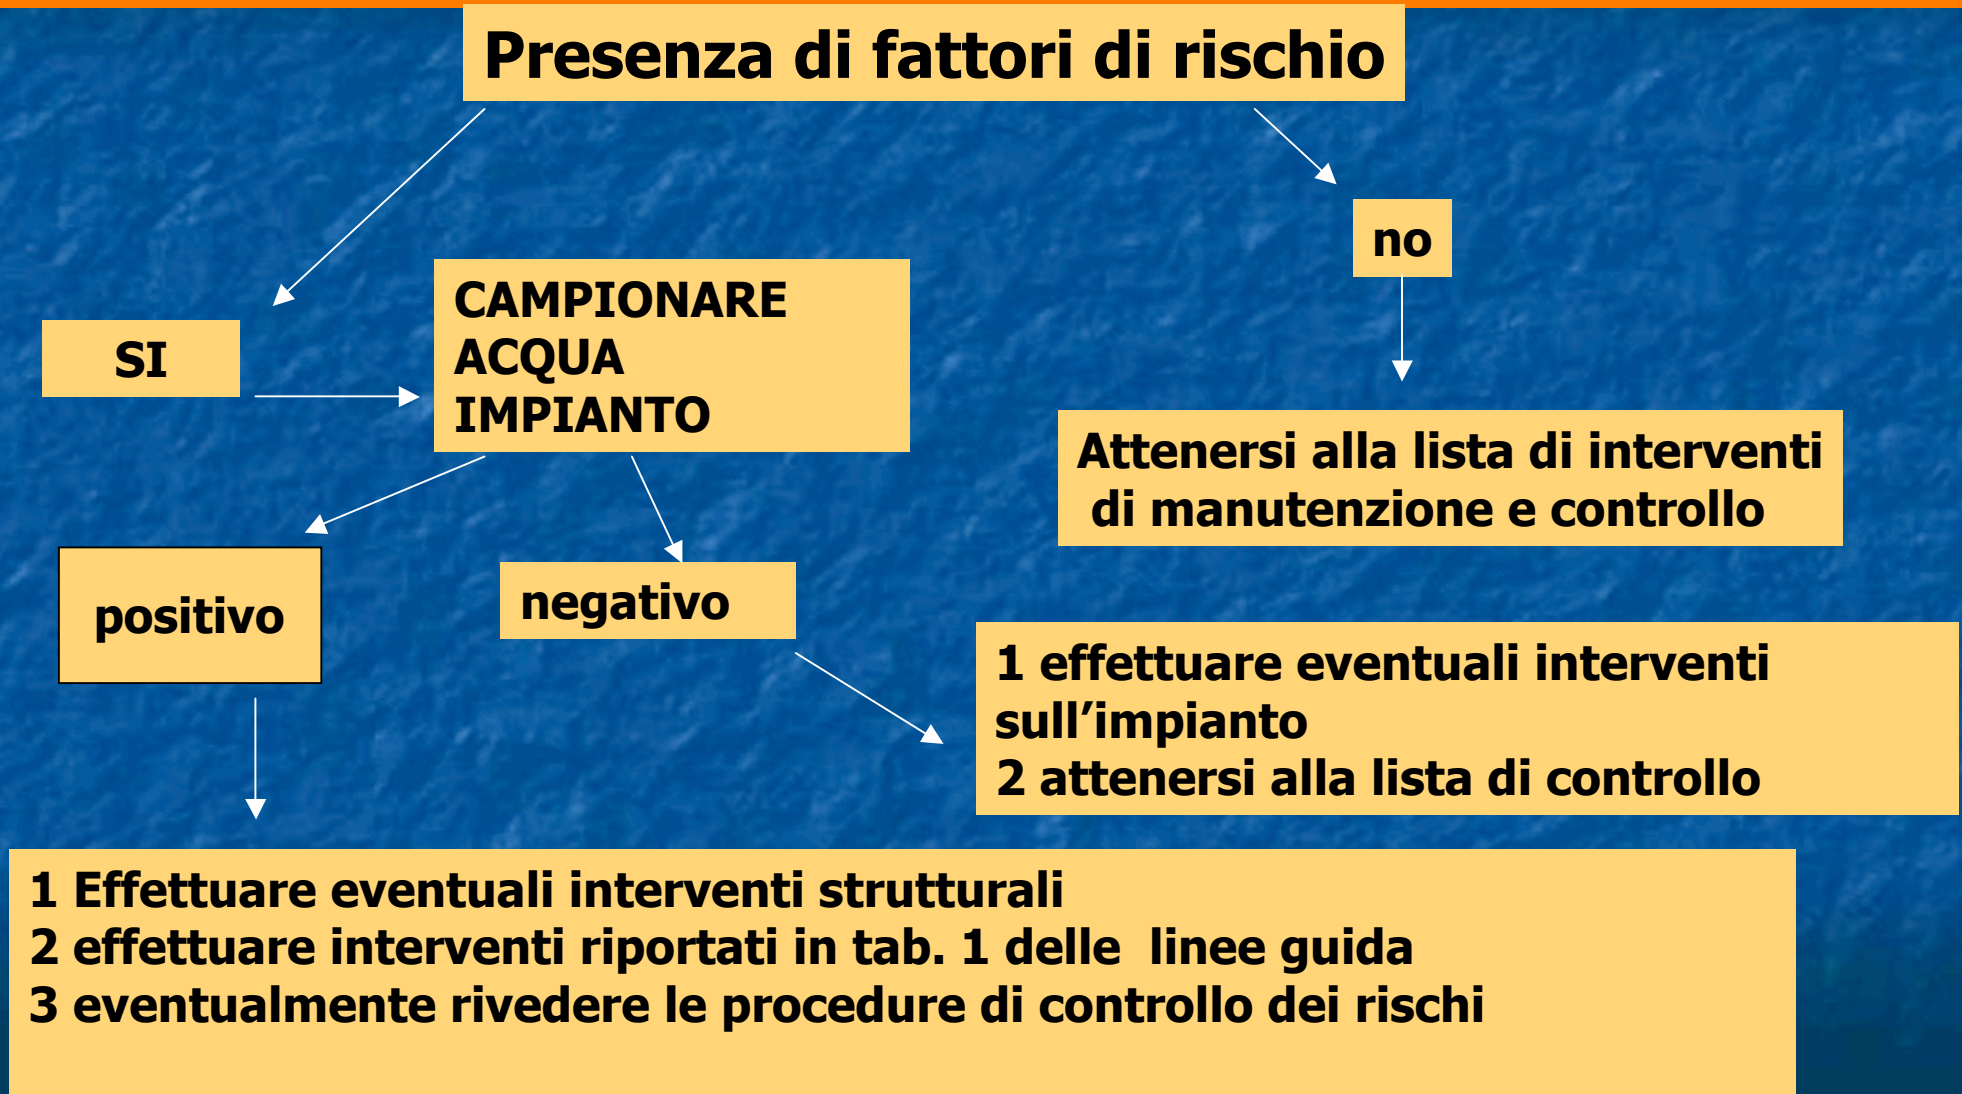 Presenza di fattori di rischio
no
SI
CAMPIONARE
ACQUA
IMPIANTO
Attenersi alla lista di interventi
di manutenzione e controllo
positivo
negativo
1 effettuare eventuali interventi
sull’impianto
2 attenersi alla lista di controllo
1 Effettuare eventuali interventi strutturali
2 effettuare interventi riportati in tab. 1 delle linee guida
3 eventualmente rivedere le procedure di controllo dei rischi